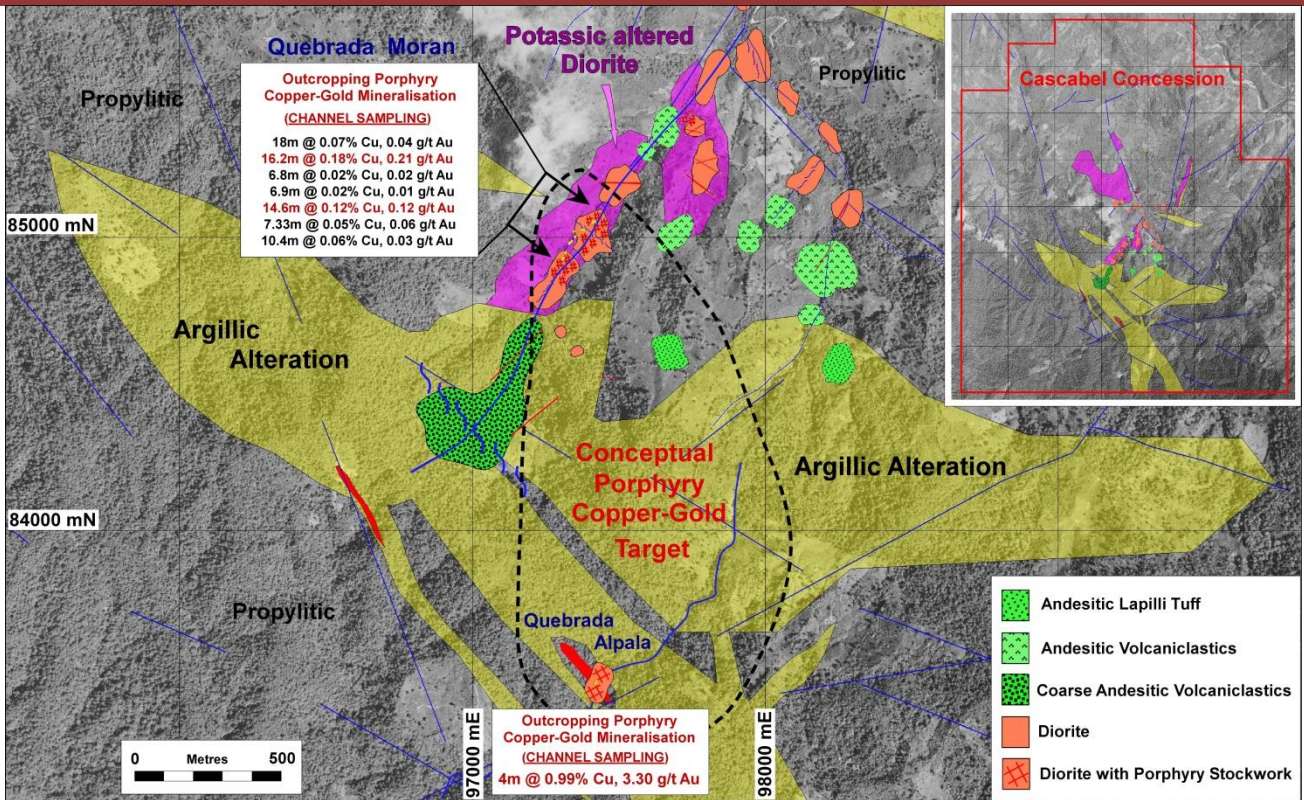 Quebrada Moran
Outcropping Porphyry
Copper-Gold Mineralisation
(CHANNEL SAMPLING)
18m @ 0.07% Cu, 0.04 g/t Au
16.2m @ 0.18% Cu, 0.21 g/t Au
6.8m @ 0.02% Cu, 0.02 g/t Au
6.9m @ 0.02% Cu, 0.01 g/t Au
14.6m @ 0.12% Cu, 0.12 g/t Au
7.33m @ 0.05% Cu, 0.06 g/t Au
10.4m @ 0.06% Cu, 0.03 g/t Au
Potassic altered
Diorite
Propylitic
Propylitic
Cascabel Concession
85000 mN
Argillic
Alteration
Conceptual
Porphyry
Copper-Gold
Target
Argillic Alteration
84000 mN
Propylitic
Quebrada
Alpala
Outcropping Porphyry
Copper-Gold Mineralisation
(CHANNEL SAMPLING)
4m @ 0.99% Cu, 3.30 g/t Au
97000 mE
98000 mE
0 Metres 500
Andesitic Lapilli Tuff
Andesitic Volcaniclastics
Coarse Andesitic Volcaniclastics
Diorite
Diorite with Porphyry Stockwork